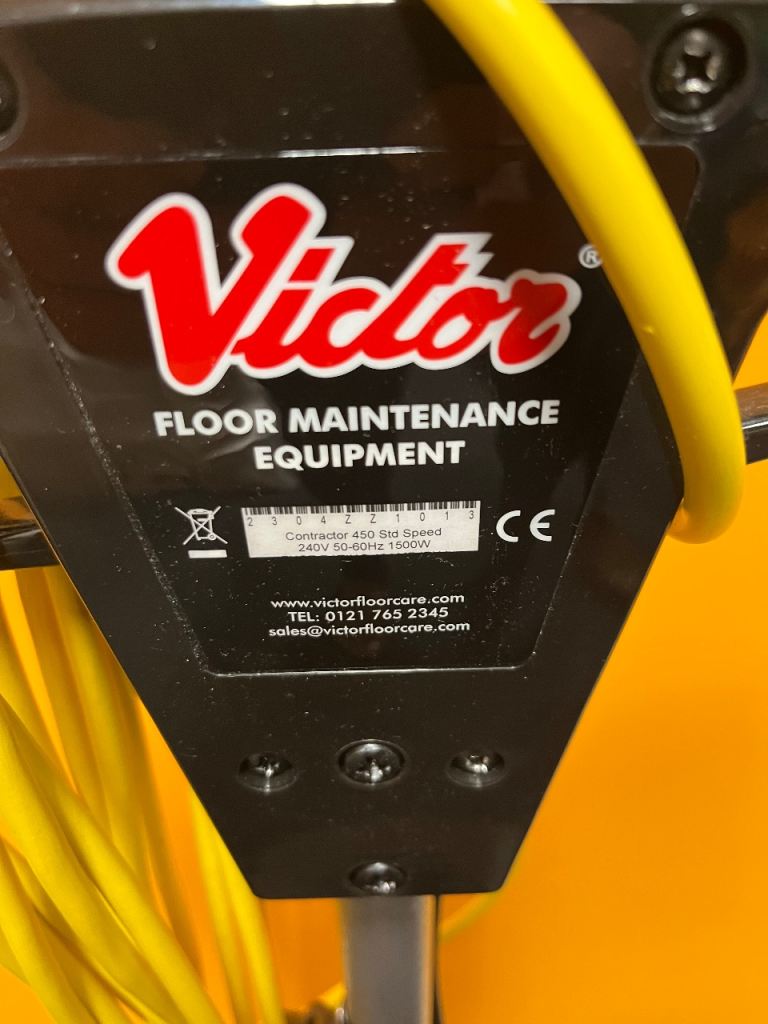 Victor®
FLOOR MAINTENANCE
EQUIPMENT
2304ZZ1013
Contractor 450 Std Speed
240V 50-60Hz 1500W
CE
www.victorfloorcare.com
TEL: 0121 765 2345
sales@victorfloorcare.com